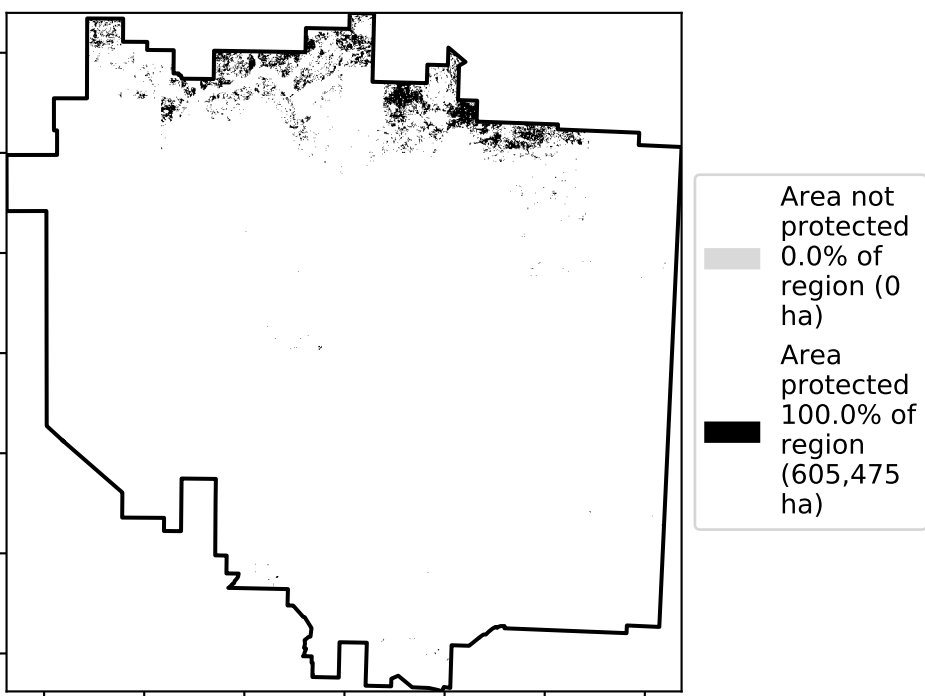 Area not
protected
0.0% of
region (0
ha)
Area
protected
100.0% of
region
(605,475
ha)